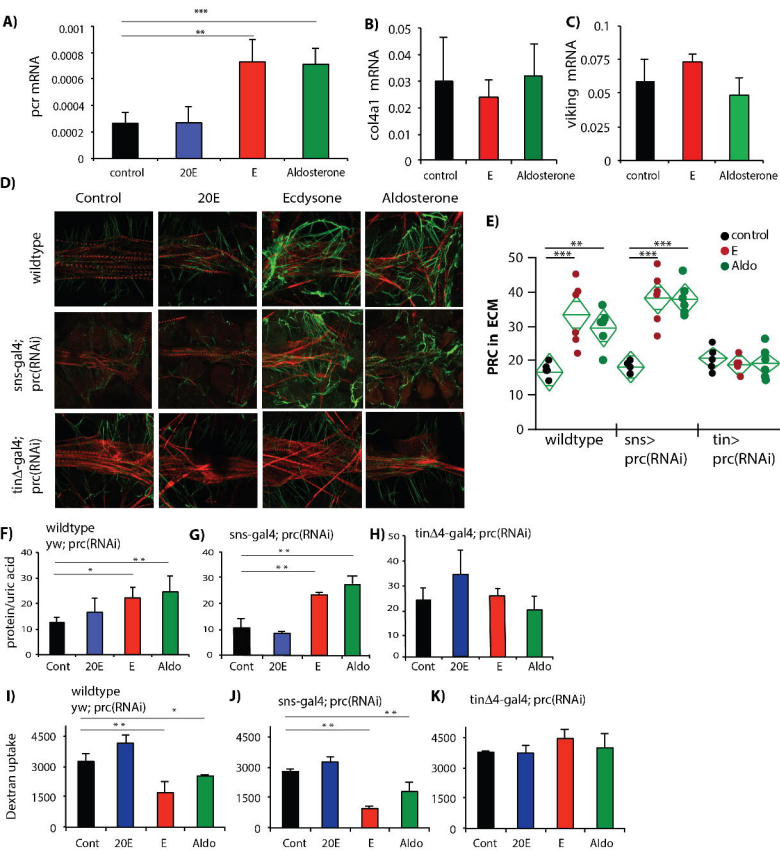 A)
pcr mRNA
0.001
0.0008
0.0006
0.0004
0.0002
0
***
**
control 20E E Aldosterone
B)
col4a1 mRNA
0.05
0.04
0.03
0.02
0.01
0.00
control E Aldosterone
C)
viking mRNA
0.1
0.075
0.05
0.025
0
control E Aldosterone
D)
Control 20E Ecdysone Aldosterone
wildtype
sns-gal4;
prc(RNAi)
tinΔ-gal4;
prc(RNAi)
E)
control
E
Aldo
PRC in ECM
50
40
30
20
10
0
**
***
***
***
wildtype
sns>
prc(RNAi)
tin>
prc(RNAi)
F)
wildtype
yw; prc(RNAi)
protein/uric acid
40
30
20
10
0
**
*
Cont 20E E Aldo
G)
sns-gal4; prc(RNAi)
40
30
20
10
0
**
**
Cont 20E E Aldo
H)
tinΔ4-gal4; prc(RNAi)
50
40
30
20
10
0
Cont 20E E Aldo
I)
wildtype
yw; prc(RNAi)
Dextran uptake
4500
3000
1500
0
*
**
Cont 20E E Aldo
J)
sns-gal4; prc(RNAi)
4500
3000
1500
0
**
**
Cont 20E E Aldo
K)
tinΔ4-gal4; prc(RNAi)
4500
3000
1500
0
Cont 20E E Aldo